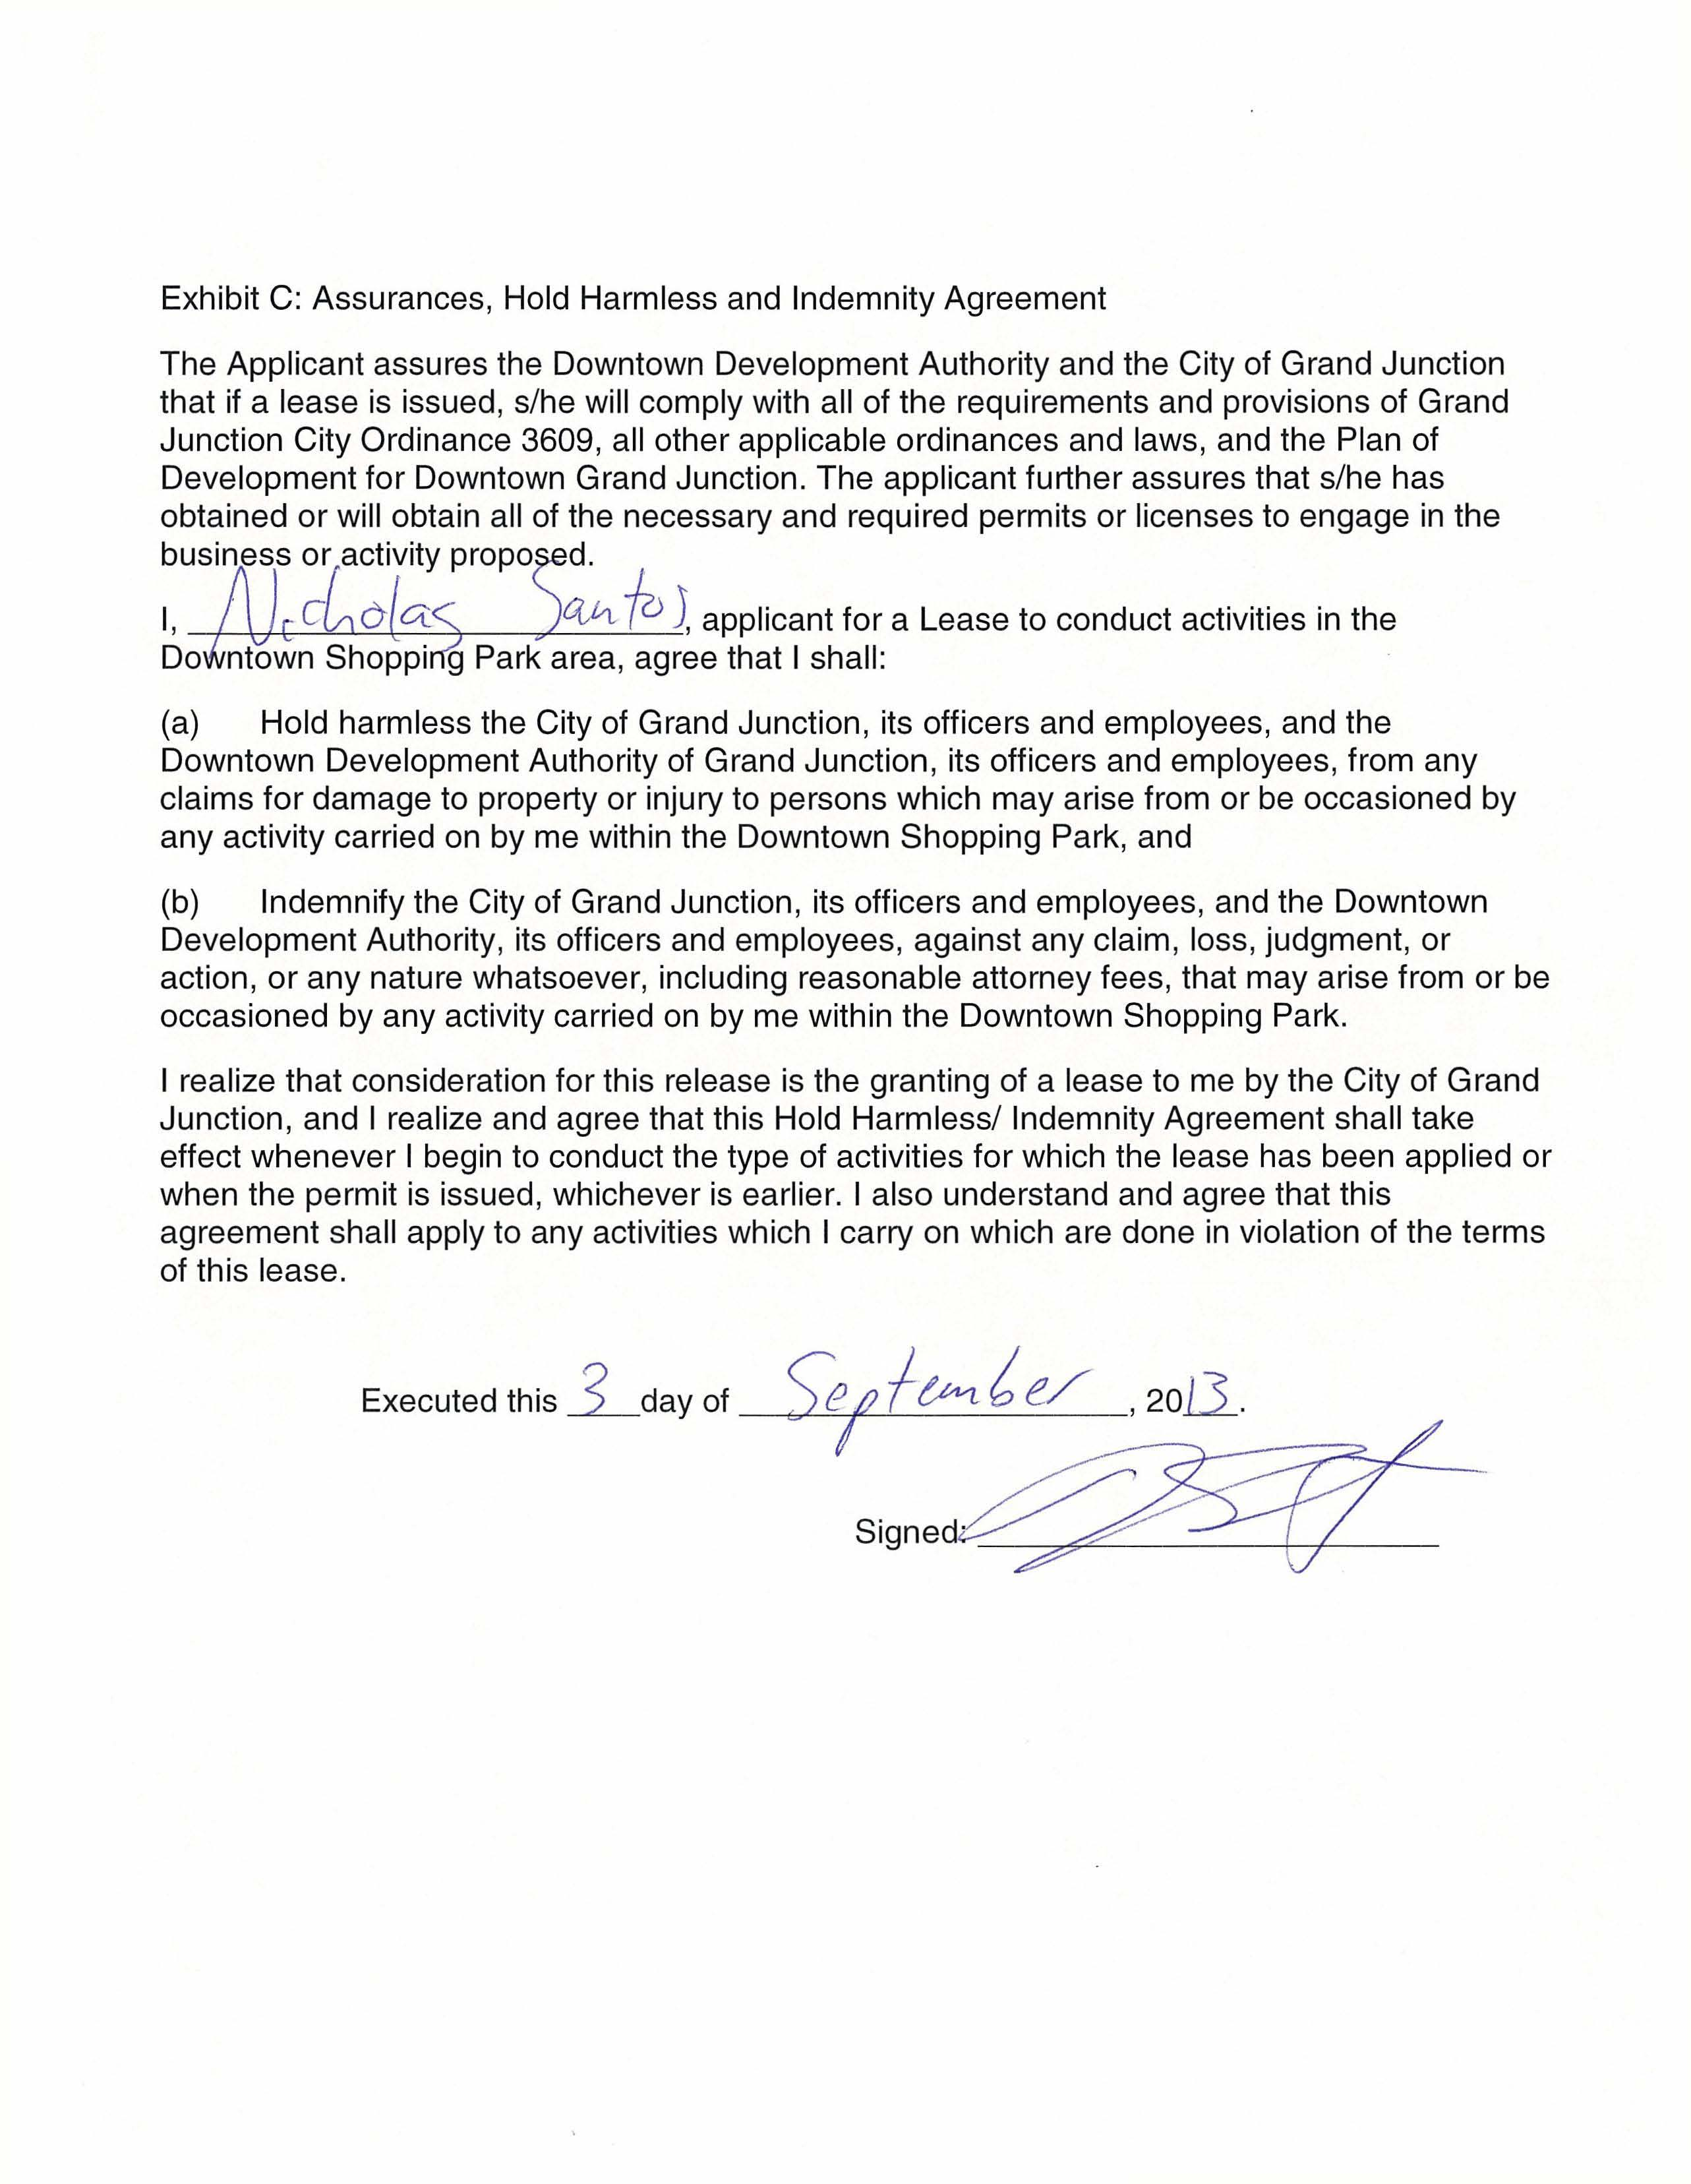 Exhibit C: Assurances, Hold Harmless and Indemnity Agreement
The Applicant assures the Downtown Development Authority and the City of Grand Junction
that if a lease is issued, s/he will comply with all of the requirements and provisions of Grand
Junction City Ordinance 3609, all other applicable ordinances and laws, and the Plan of
Development for Downtown Grand Junction. The applicant further assures that s/he has
obtained or will obtain all of the necessary and required permits or licenses to engage in the
business or activity proposed.
I, Nicholas Santos, applicant for a Lease to conduct activities in the
Downtown Shopping Park area, agree that I shall:
(a) Hold harmless the City of Grand Junction, its officers and employees, and the
Downtown Development Authority of Grand Junction, its officers and employees, from any
claims for damage to property or injury to persons which may arise from or be occasioned by
any activity carried on by me within the Downtown Shopping Park, and
(b) Indemnify the City of Grand Junction, its officers and employees, and the Downtown
Development Authority, its officers and employees, against any claim, loss, judgment, or
action, or any nature whatsoever, including reasonable attorney fees, that may arise from or be
occasioned by any activity carried on by me within the Downtown Shopping Park.
I realize that consideration for this release is the granting of a lease to me by the City of Grand
Junction, and I realize and agree that this Hold Harmless/ Indemnity Agreement shall take
effect whenever I begin to conduct the type of activities for which the lease has been applied or
when the permit is issued, whichever is earlier. I also understand and agree that this
agreement shall apply to any activities which I carry on which are done in violation of the terms
of this lease.
Executed this 3 day of September, 2013.
Signed: